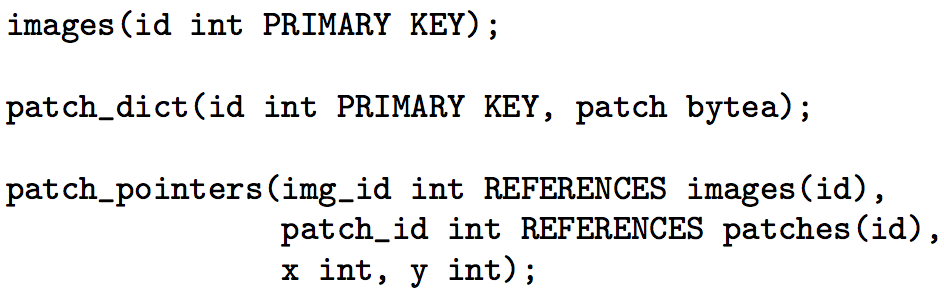 images(id int PRIMARY KEY);
patch_dict(id int PRIMARY KEY, patch bytea);
patch_pointers(img_id int REFERENCES images(id),
patch_id int REFERENCES patches(id),
x int, y int);